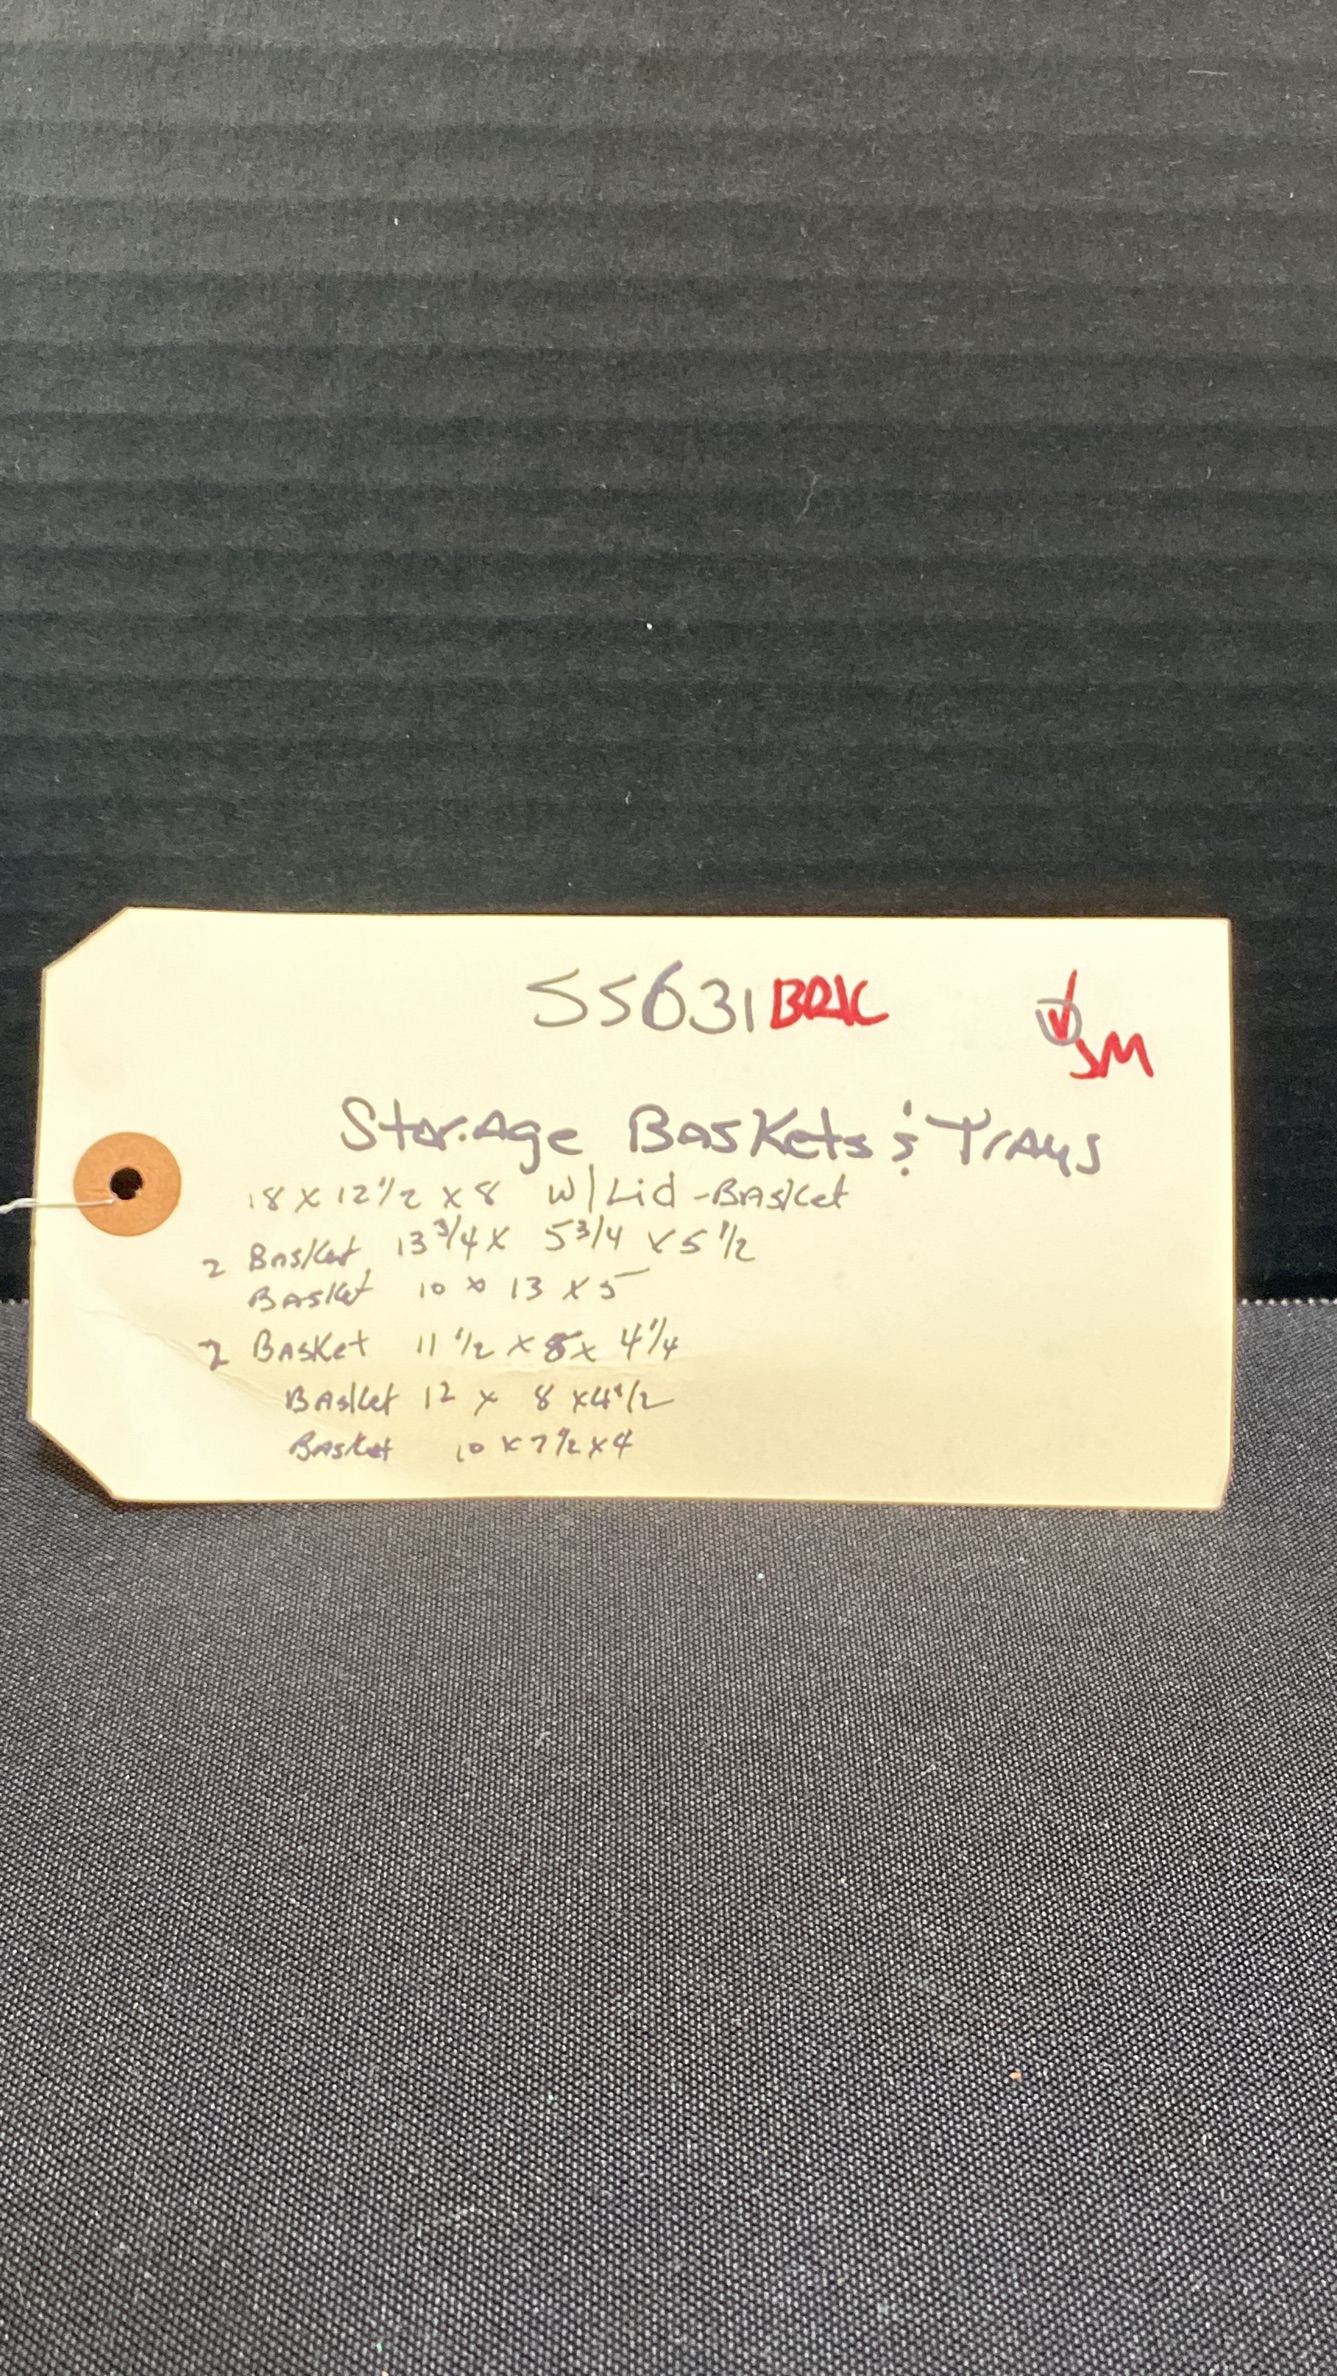 55631 BRK
SM
Storage Baskets & Trays
18 x 12 1/2 x 8 w/ Lid - Basket
2 Basket 13 3/4 x 5 3/4 x 5 1/2
Basket 10 x 13 x 5
2 Basket 11 1/2 x 8 x 4 1/4
Basket 12 x 8 x 4 1/2
Basket 10 x 7 1/2 x 4